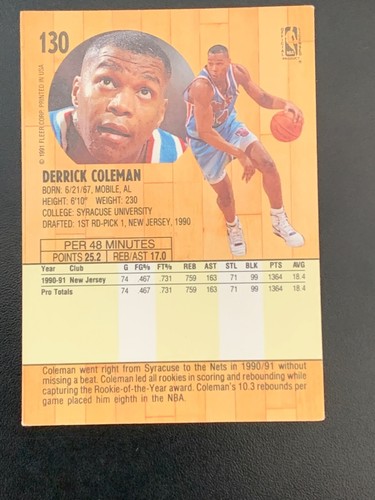 130
© 1991 FLEER CORP. PRINTED IN USA
NBA
DERRICK COLEMAN
BORN: 6/21/67, MOBILE, AL
HEIGHT: 6'10" WEIGHT: 230
COLLEGE: SYRACUSE UNIVERSITY
DRAFTED: 1ST RD-PICK 1, NEW JERSEY, 1990
PER 48 MINUTES
POINTS 25.2 REB/AST 17.0
Year Club G FG% FT% REB AST STL BLK PTS AVG
1990-91 New Jersey 74 .467 .731 759 163 71 99 1364 18.4
Pro Totals 74 .467 .731 759 163 71 99 1364 18.4
Coleman went right from Syracuse to the Nets in 1990/91 without
missing a beat. Coleman led all rookies in scoring and rebounding while
capturing the Rookie-of-the-Year award. Coleman's 10.3 rebounds per
game placed him eighth in the NBA.